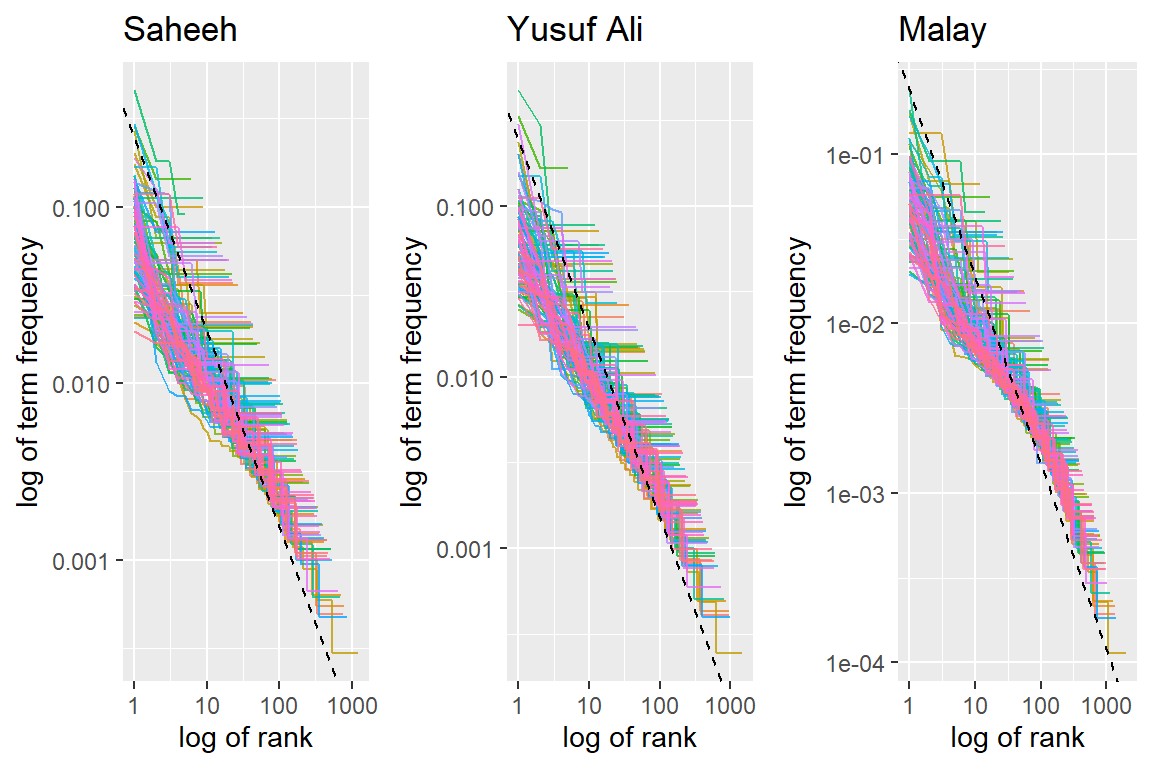 Saheeh
Yusuf Ali
Malay
log of term frequency
0.100
0.010
0.001
1
10
100
1000
log of rank
log of term frequency
0.100
0.010
0.001
1
10
100
1000
log of rank
log of term frequency
1e-01
1e-02
1e-03
1e-04
1
10
100
1000
log of rank